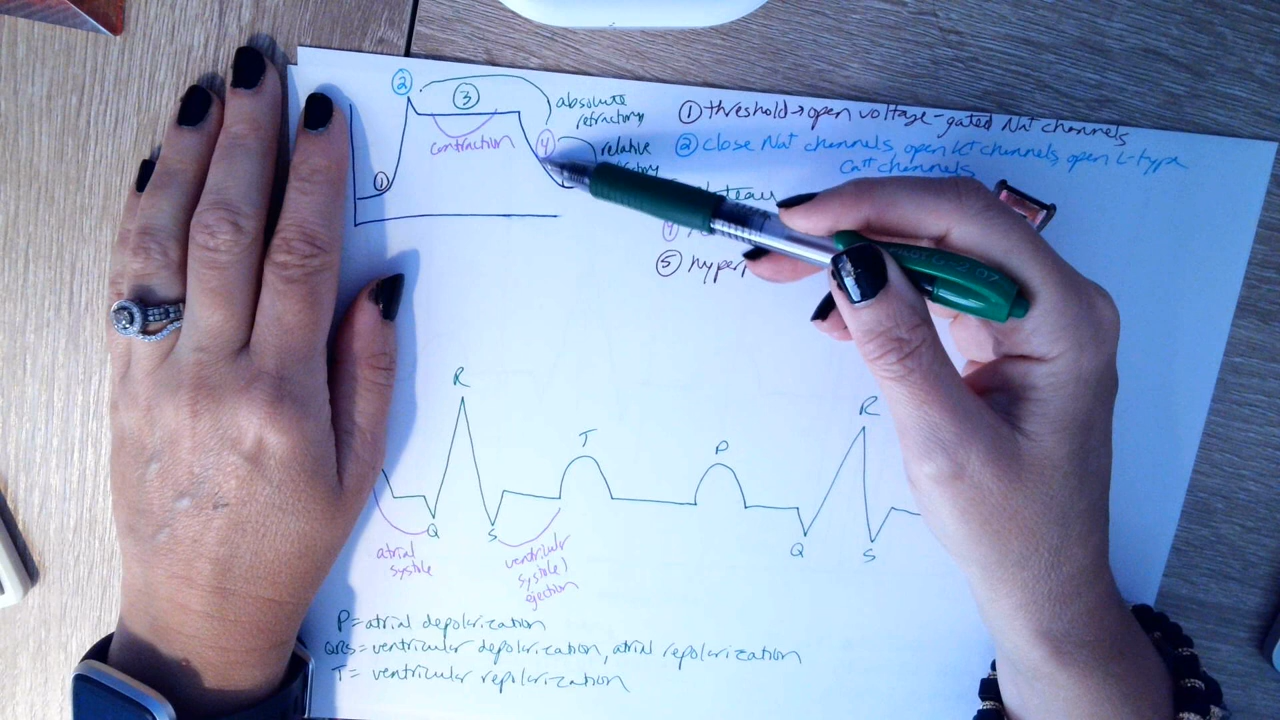 ②
③
absolute
refractory
contraction
④
relative
①
① threshold→open voltage-gated Na+ channels
② close Na+ channels, open K+ channels, open L-type
Ca++ channels
④
⑤
R
T
P
R
Q
S
Q
S
atrial
systole
ventricular
systole/
ejection
P=atrial depolarization
QRS=ventricular depolarization, atrial repolarization
T= ventricular repolarization